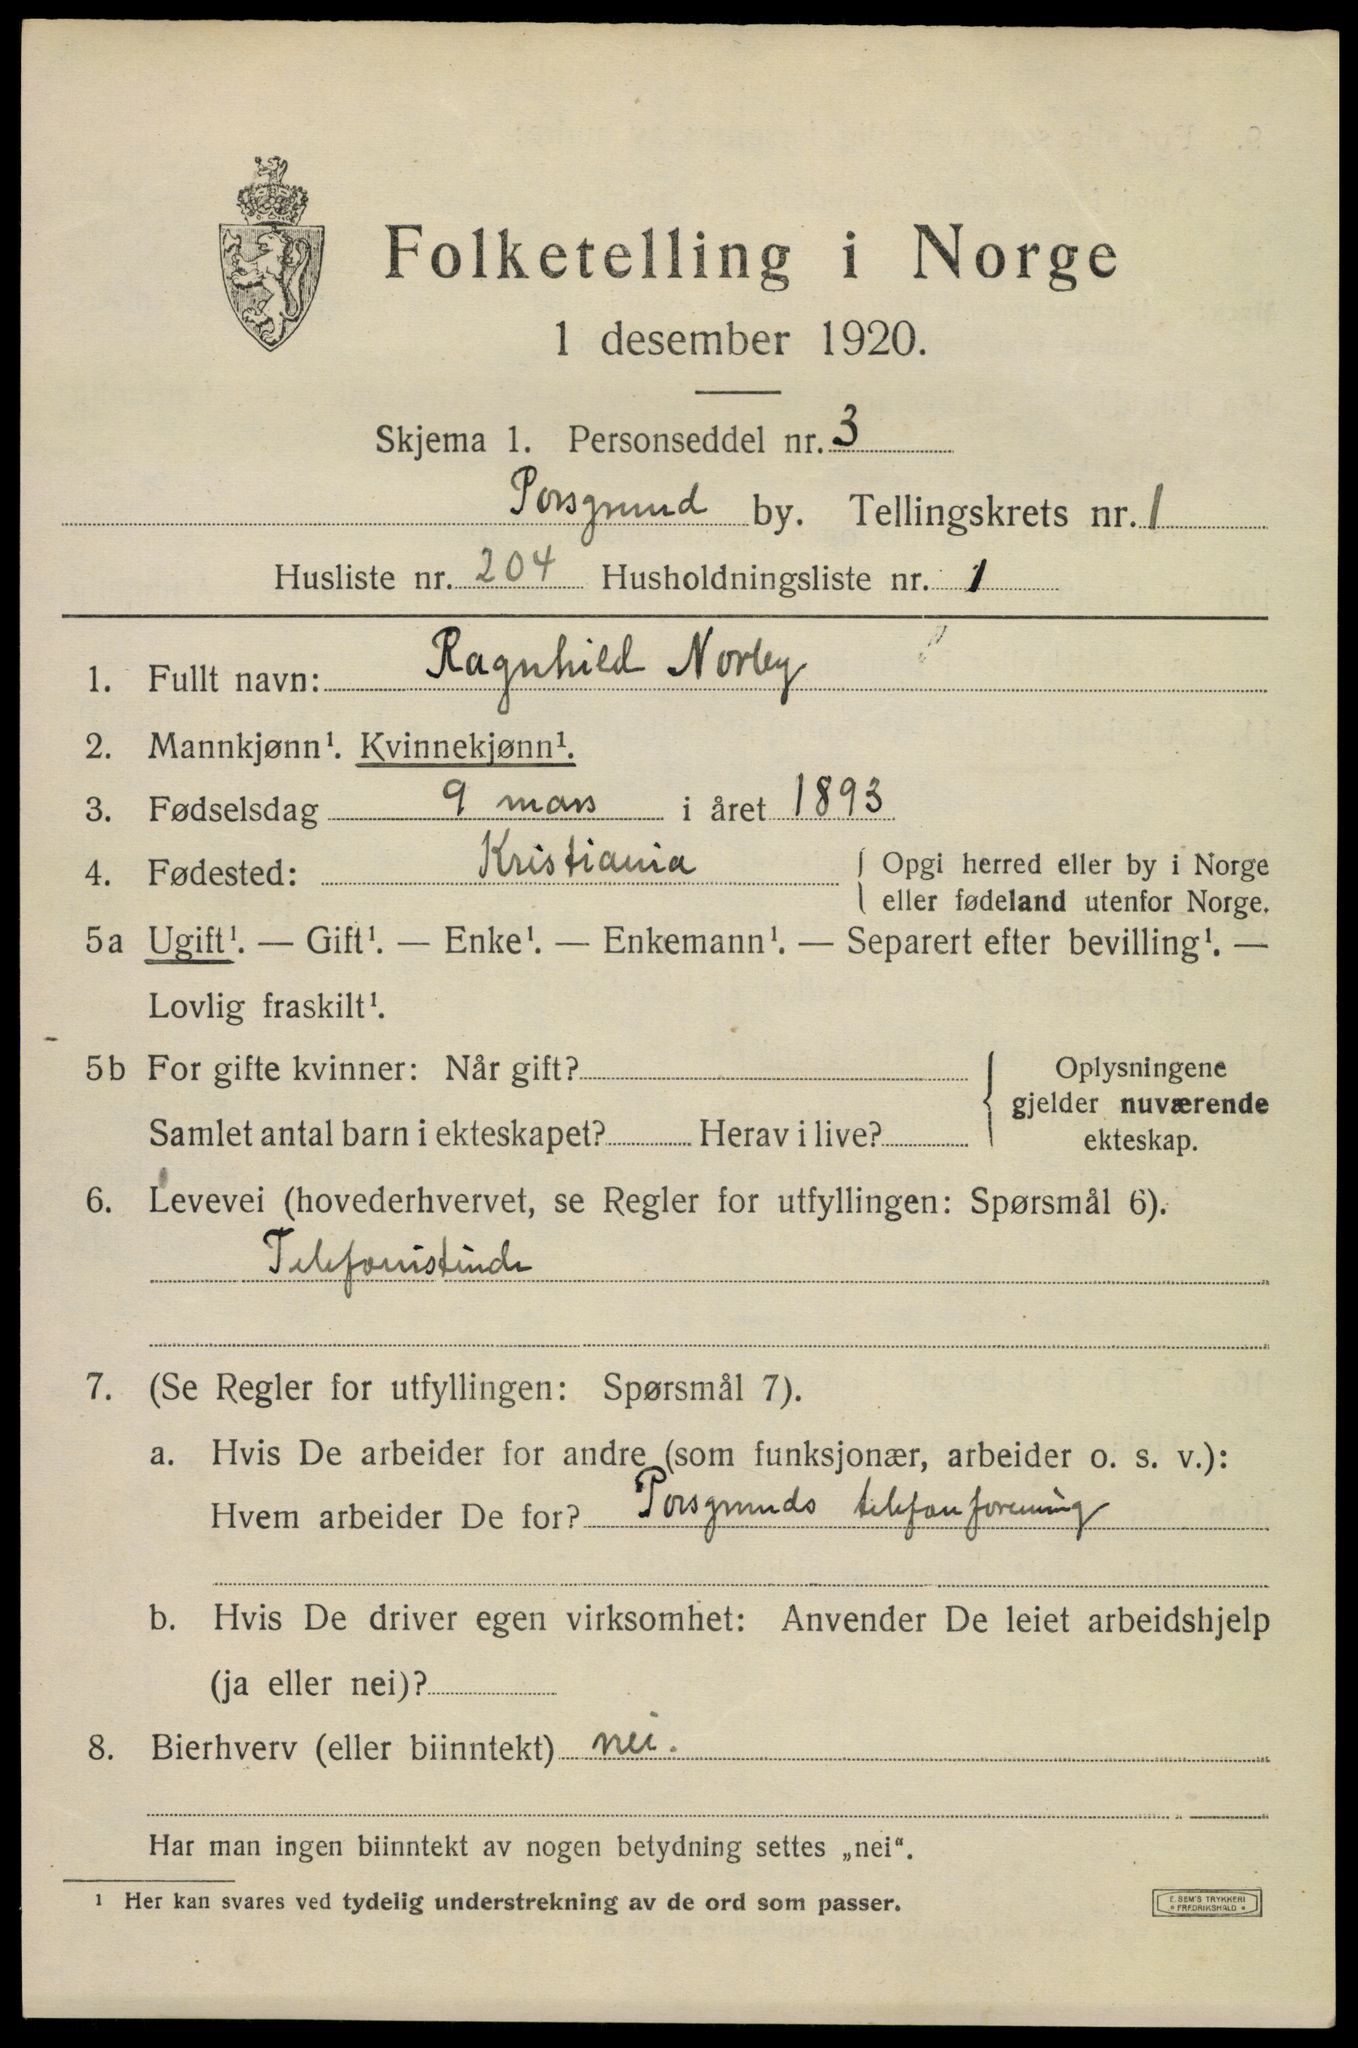 Folketelling i Norge
1 desember 1920.
Skjema 1. Personseddel nr. 3
Porsgrund by. Tellingskrets nr. 1
Husliste nr. 204 Husholdningsliste nr. 1
1. Fullt navn: Ragnhild Norby
2. Mannkjønn¹. Kvinnekjønn¹.
3. Fødselsdag 9 mars i året 1893
4. Fødested: Kristiania { Opgi herred eller by i Norge
eller fødeland utenfor Norge.
5a Ugift¹. — Gift¹. — Enke¹. — Enkemann¹. — Separert efter bevilling¹. —
Lovlig fraskilt¹.
5b For gifte kvinner: Når gift?
Samlet antal barn i ekteskapet? Herav i live?
{ Oplysningene
gjelder nuværende
ekteskap.
6. Levevei (hovederhvervet, se Regler for utfyllingen: Spørsmål 6).
Telefonistinde
7. (Se Regler for utfyllingen: Spørsmål 7).
a. Hvis De arbeider for andre (som funksjonær, arbeider o. s. v.):
Hvem arbeider De for? Porsgrunds telefonforening
b. Hvis De driver egen virksomhet: Anvender De leiet arbeidshjelp
(ja eller nei)?
8. Bierhverv (eller biinntekt) nei.
Har man ingen biinntekt av nogen betydning settes „nei“.
¹ Her kan svares ved tydelig understrekning av de ord som passer.
E. SEM'S TRYKKERI
FREDRIKSHALD